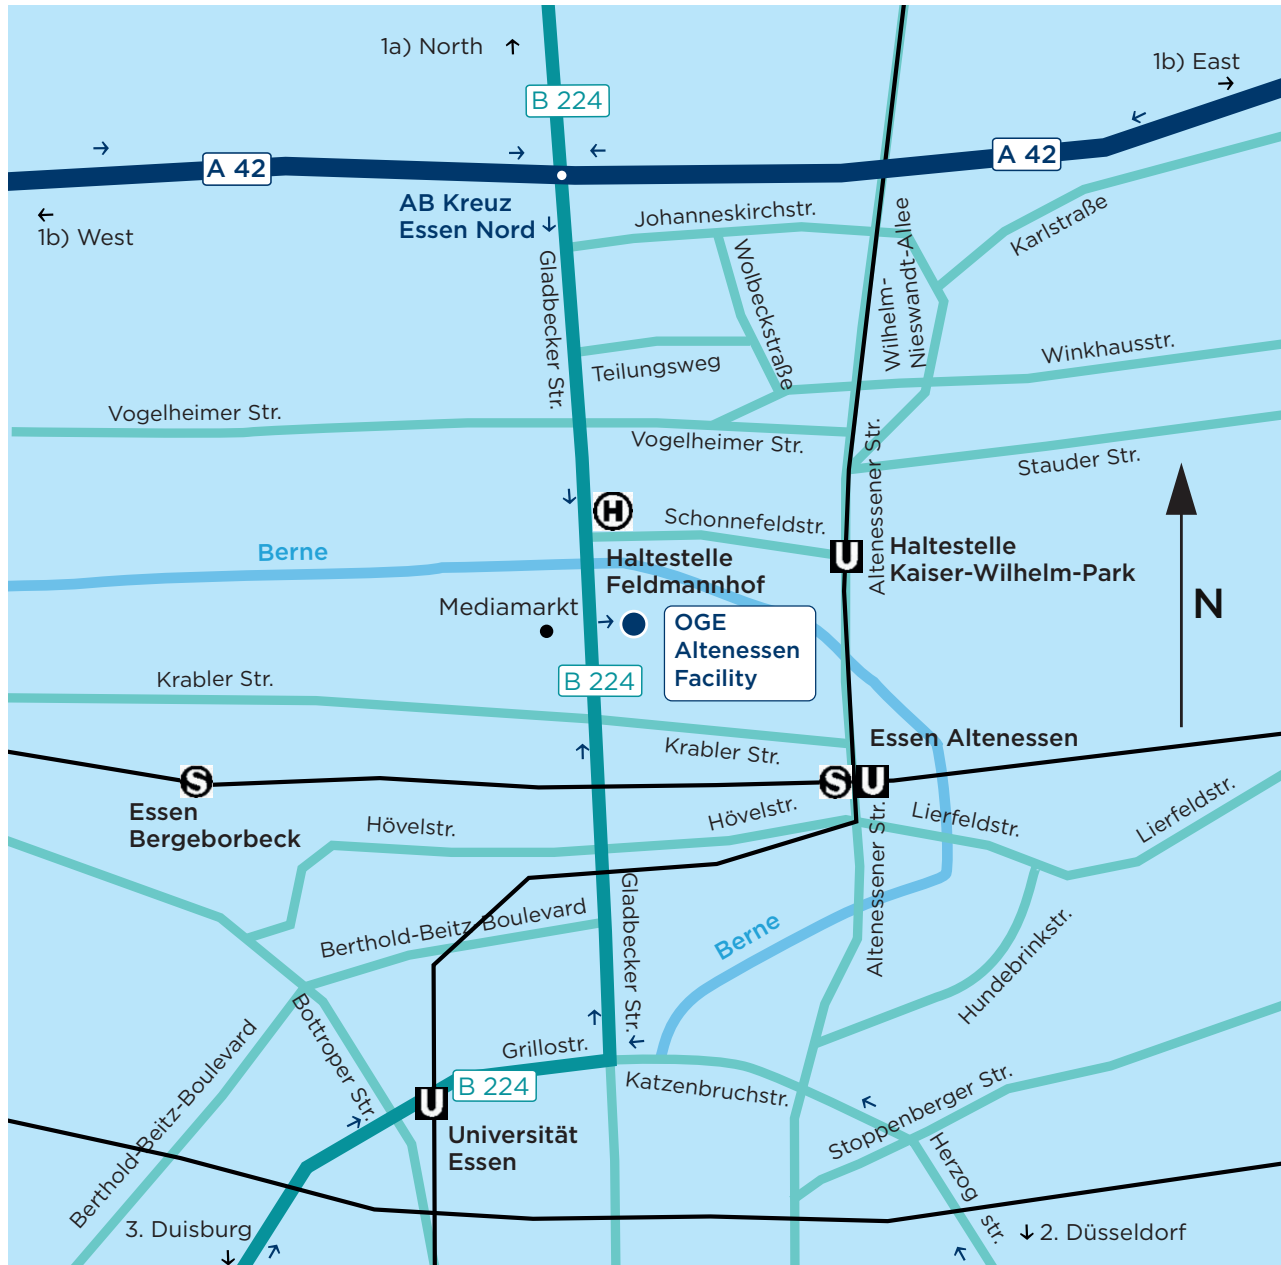 1a) North
1b) East
B 224
A 42
A 42
AB Kreuz
Essen Nord
1b) West
Johanneskirchstr.
Karlstraße
Wilhelm-
Nieswandt-Allee
Wolbeckstraße
Gladbecker Str.
Winkhausstr.
Teilungsweg
Vogelheimer Str.
Vogelheimer Str.
Stauder Str.
Altenessener Str.
H
Schonnefeldstr.
U
Haltestelle
Kaiser-Wilhelm-Park
Berne
Haltestelle
Feldmannhof
N
Mediamarkt
OGE
Altenessen
Facility
B 224
Krabler Str.
Krabler Str.
Essen Altenessen
S
S
U
Essen
Bergeborbeck
Hövelstr.
Hövelstr.
Lierfeldstr.
Lierfeldstr.
Altenessener Str.
Gladbecker Str.
Berthold-Beitz-Boulevard
Berne
Hundebrinkstr.
Bottroper Str.
Berthold-Beitz-Boulevard
Grillostr.
B 224
Katzenbruchstr.
Stoppenberger Str.
U
Universität
Essen
Herzog str.
3. Duisburg
2. Düsseldorf